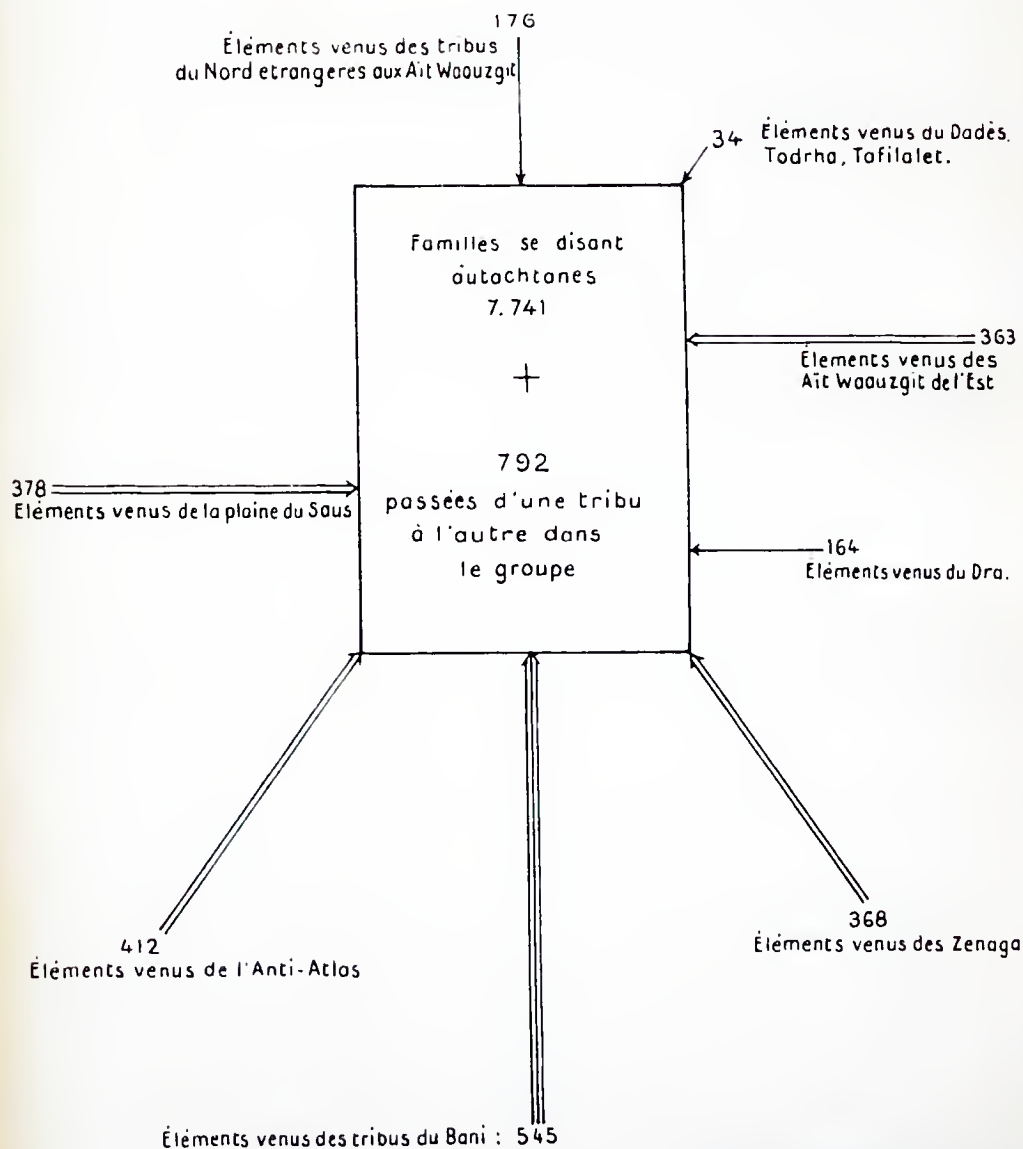 176
Éléments venus des tribus
du Nord etrangeres aux Aït Waouzgit
34 Éléments venus du Dadès.
Todrha, Tafilalet.
Familles se disant
autochtones
7.741
+
792
passées d'une tribu
à l'autre dans
le groupe
363
Élements venus des
Aït Waouzgit de l'Est
378
Eléments venus de la plaine du Sous
164
Eléments venus du Dra.
412
Éléments venus de l'Anti-Atlas
368
Éléments venus des Zenaga
Éléments venus des tribus du Bani : 545